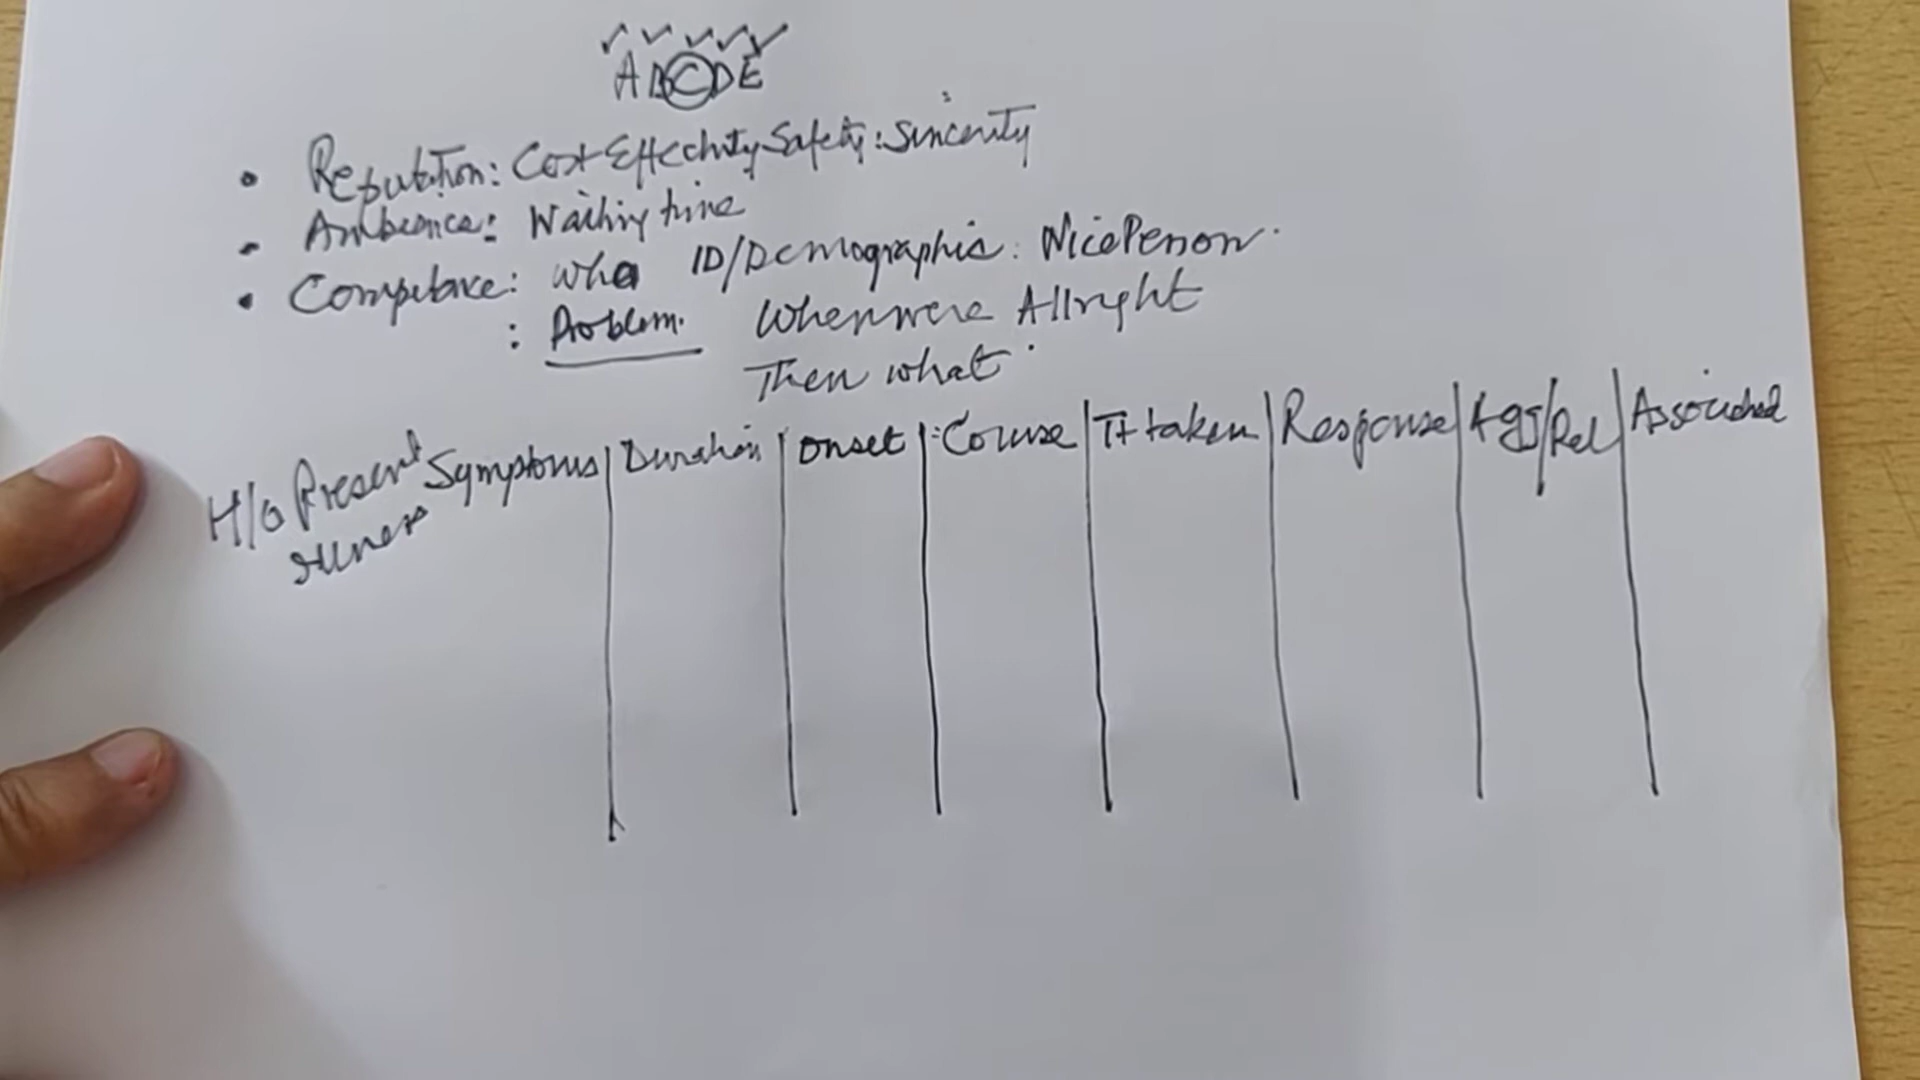 ABCDE
• Reputation: Cost Effectivity Safety: Sincerity
• Ambience: Waiting time
• Competence: Who ID/Demographics: Nice Person.
: Problem. When were Allright
Then what
H/o Present Symptoms | Duration | Onset | :Course | Tt taken | Response | Agg/Rel | Associated
illness